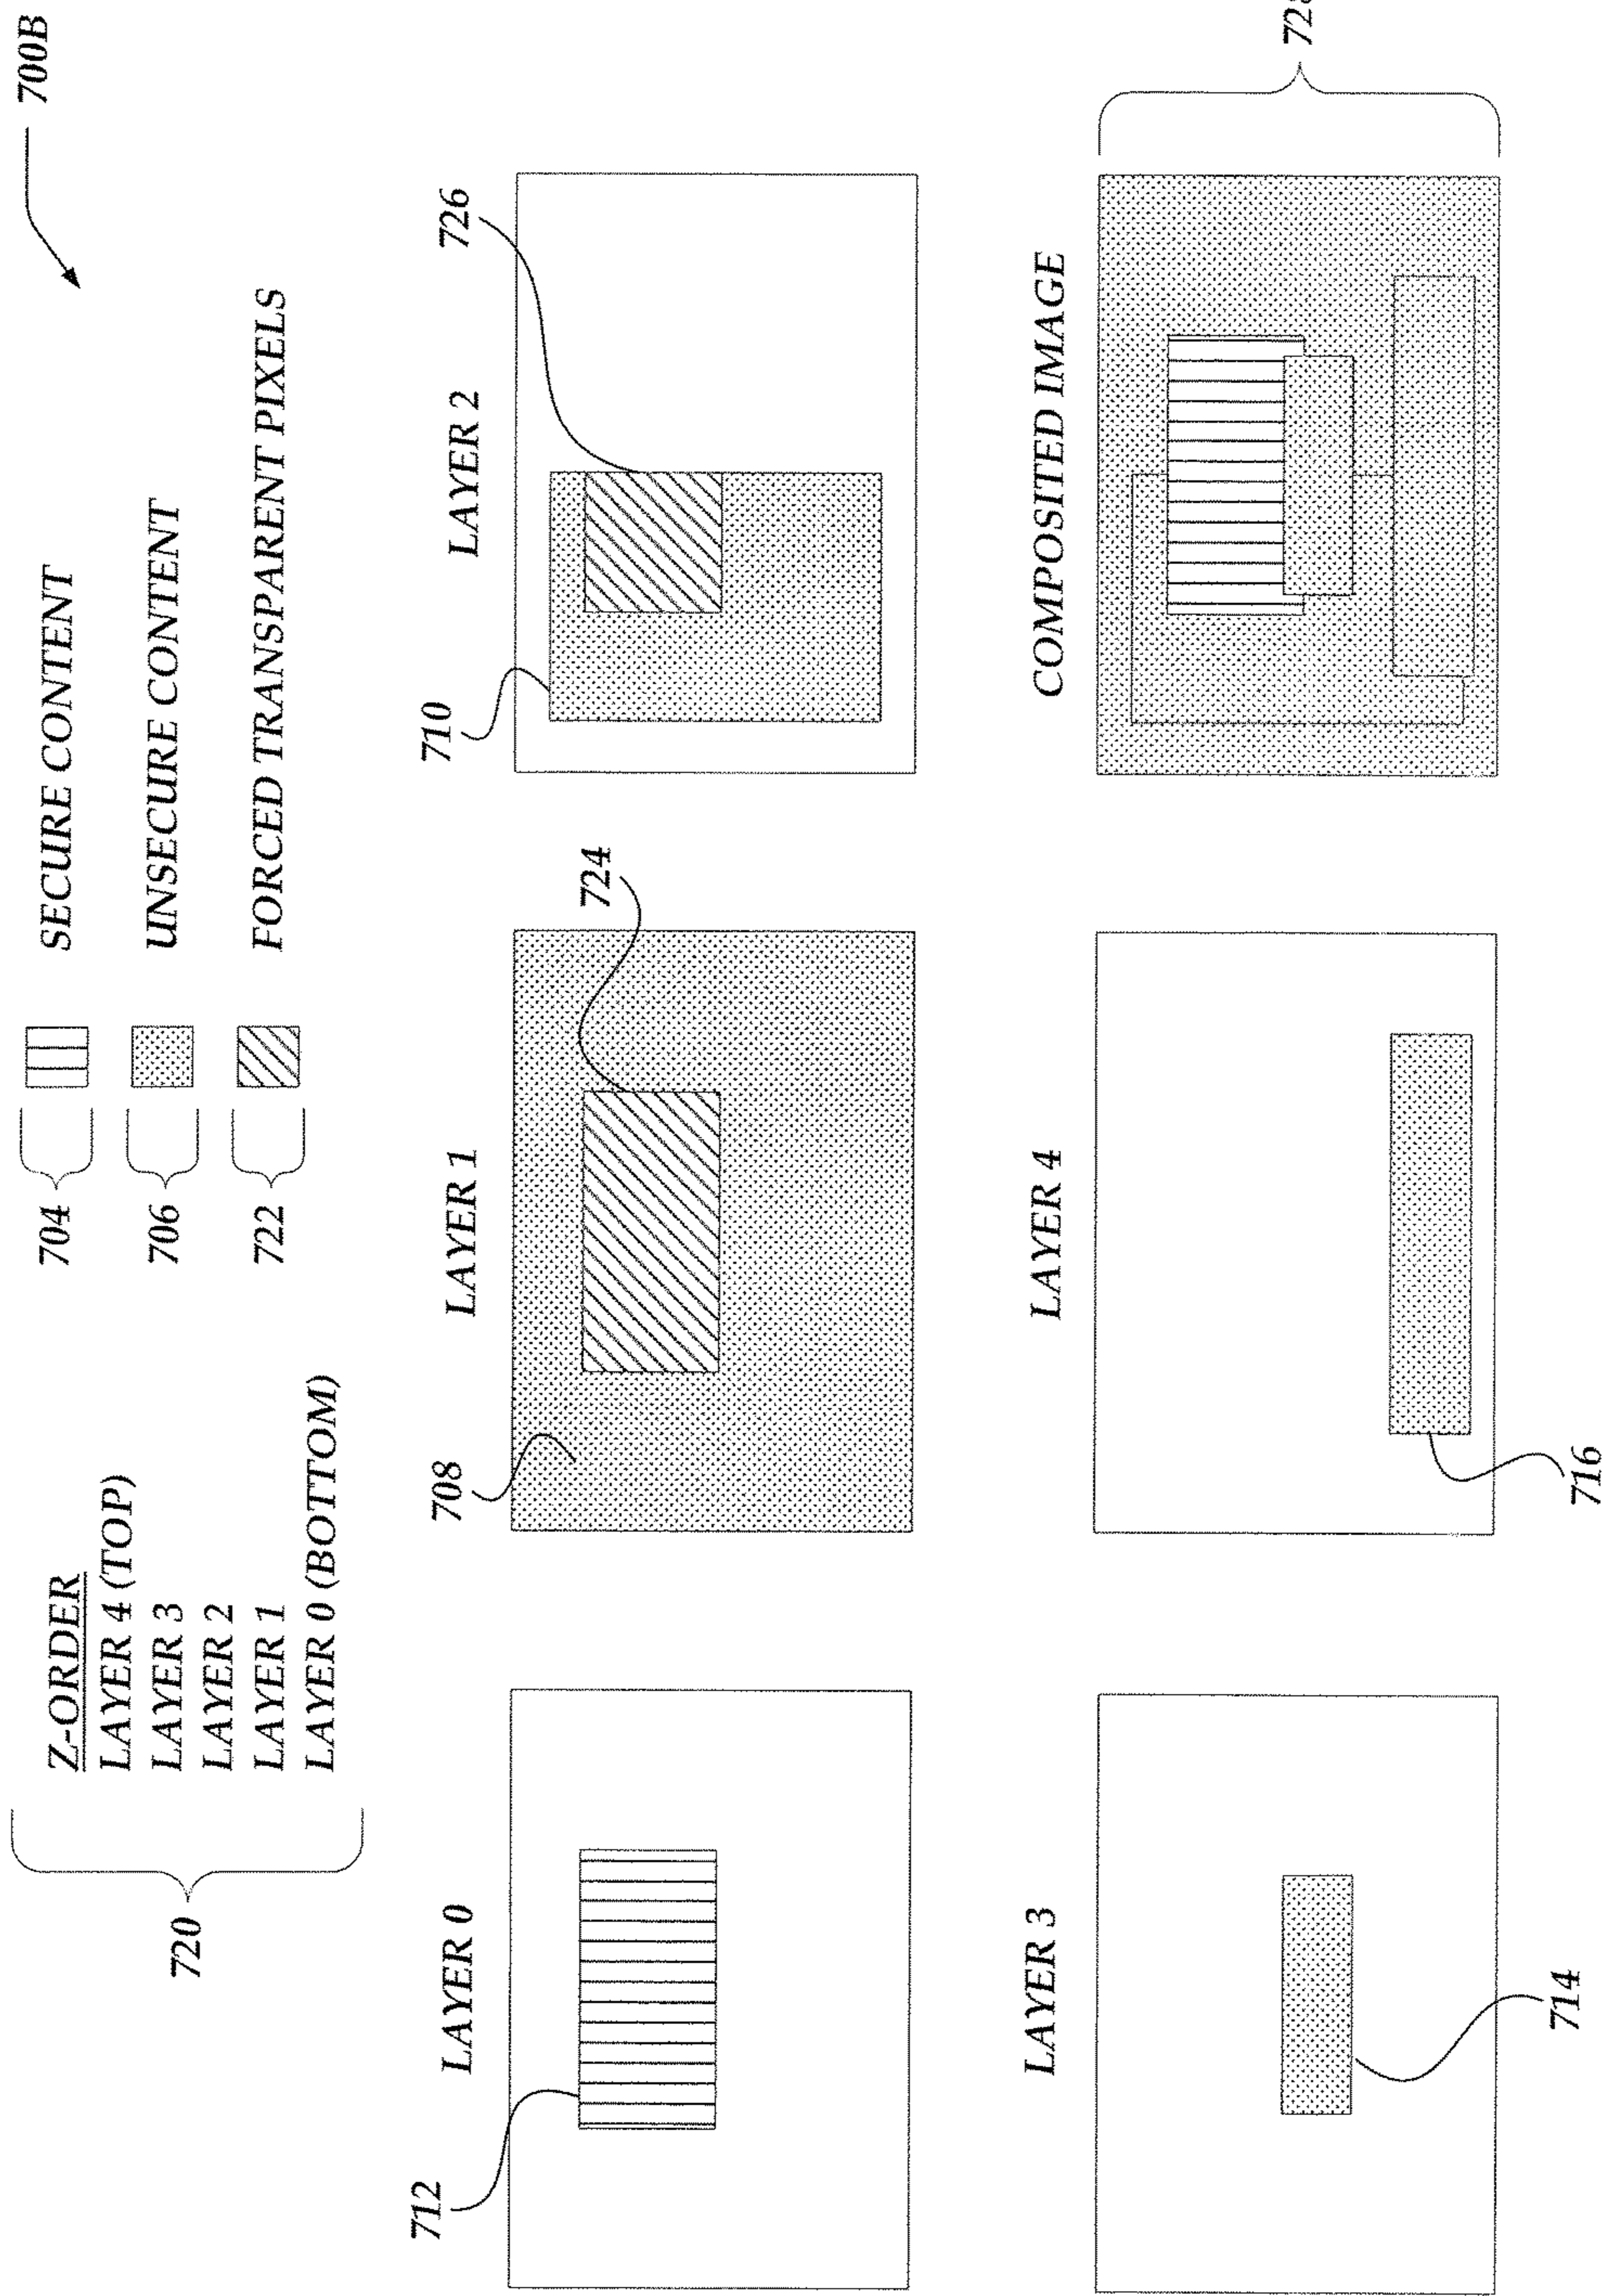 700B
Z-ORDER
LAYER 4 (TOP)
LAYER 3
LAYER 2
LAYER 1
LAYER 0 (BOTTOM)
720
704 SECURE CONTENT
706 UNSECURE CONTENT
722 FORCED TRANSPARENT PIXELS
LAYER 0
712
LAYER 1
708
724
LAYER 2
710
726
LAYER 3
714
LAYER 4
716
COMPOSITED IMAGE